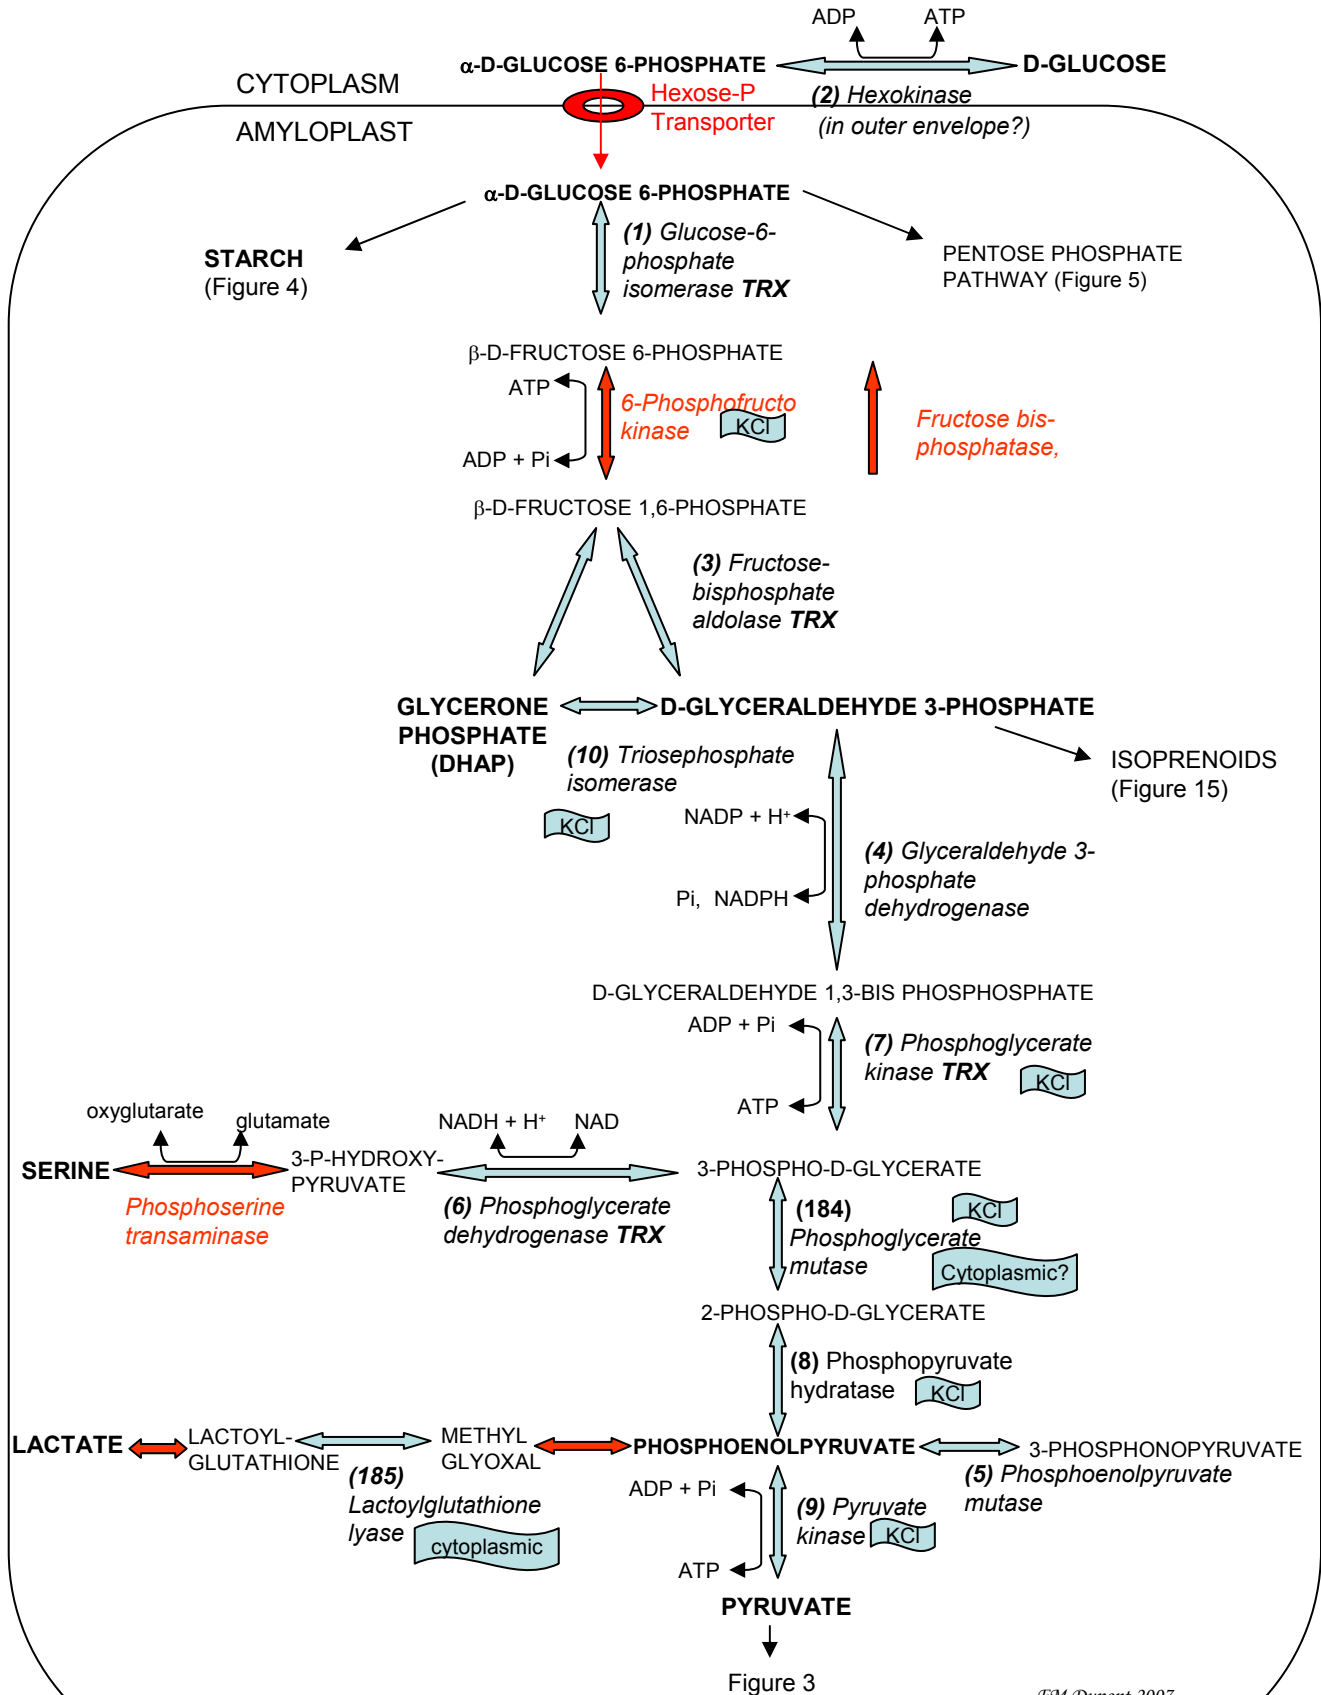 ADP ATP
α-D-GLUCOSE 6-PHOSPHATE D-GLUCOSE
CYTOPLASM
Hexose-P
Transporter
(2) Hexokinase
(in outer envelope?)
AMYLOPLAST
α-D-GLUCOSE 6-PHOSPHATE
STARCH
(Figure 4)
(1) Glucose-6-
phosphate
isomerase TRX
PENTOSE PHOSPHATE
PATHWAY (Figure 5)
β-D-FRUCTOSE 6-PHOSPHATE
ATP
6-Phosphofructo
kinase
KCl
ADP + Pi
Fructose bis-
phosphatase,
β-D-FRUCTOSE 1,6-PHOSPHATE
(3) Fructose-
bisphosphate
aldolase TRX
GLYCERONE
PHOSPHATE
(DHAP)
D-GLYCERALDEHYDE 3-PHOSPHATE
(10) Triosephosphate
isomerase
KCl
ISOPRENOIDS
(Figure 15)
NADP + H+
Pi, NADPH
(4) Glyceraldehyde 3-
phosphate
dehydrogenase
D-GLYCERALDEHYDE 1,3-BIS PHOSPHOSPHATE
ADP + Pi
ATP
(7) Phosphoglycerate
kinase TRX
KCl
oxyglutarate glutamate
NADH + H+ NAD
SERINE
3-P-HYDROXY-
PYRUVATE
3-PHOSPHO-D-GLYCERATE
Phosphoserine
transaminase
(6) Phosphoglycerate
dehydrogenase TRX
(184)
Phosphoglycerate
mutase
KCl
Cytoplasmic?
2-PHOSPHO-D-GLYCERATE
(8) Phosphopyruvate
hydratase
KCl
LACTATE
LACTOYL-
GLUTATHIONE
METHYL
GLYOXAL
PHOSPHOENOLPYRUVATE
3-PHOSPHONOPYRUVATE
(185)
Lactoylglutathione
lyase
cytoplasmic
(5) Phosphoenolpyruvate
mutase
ADP + Pi
ATP
(9) Pyruvate
kinase
KCl
PYRUVATE
Figure 3
FM Dupont 2007